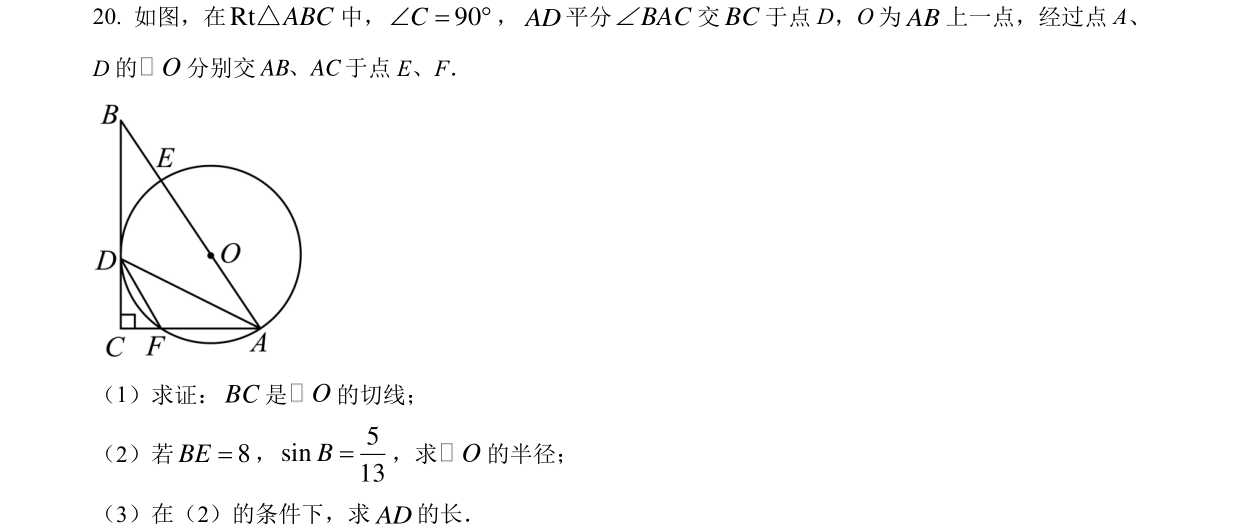 20. 如图，在Rt△ABC中，∠C=90°，AD平分∠BAC交BC于点D，O为AB上一点，经过点A、
D的□ O分别交AB、AC于点E、F．
B
E
D
O
C F A
（1）求证：BC是□ O的切线；
（2）若BE=8，sin B=5/13，求□ O的半径；
（3）在（2）的条件下，求AD的长．